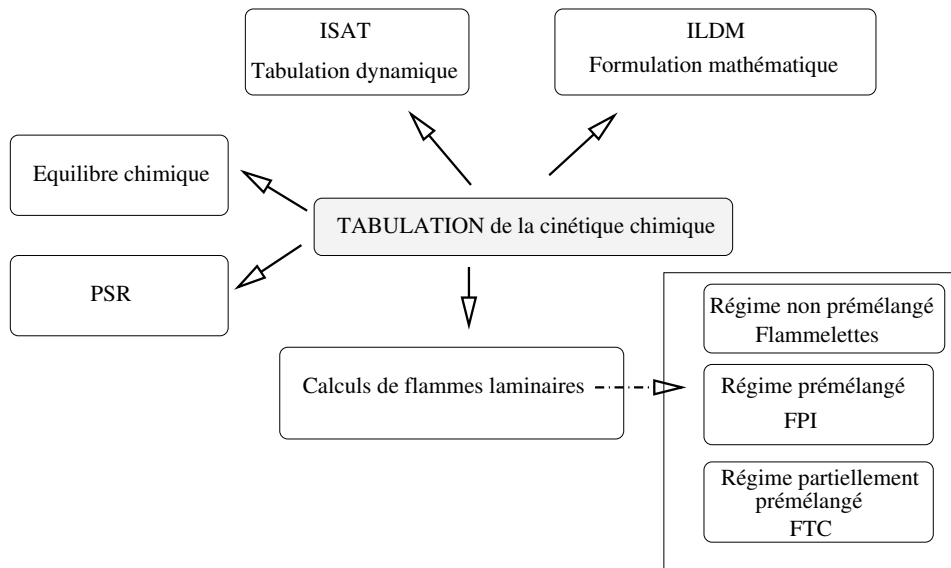 ISAT
Tabulation dynamique
ILDM
Formulation mathématique
Equilibre chimique
TABULATION de la cinétique chimique
PSR
Calculs de flammes laminaires
Régime non prémélangé
Flammelettes
Régime prémélangé
FPI
Régime partiellement
prémélangé
FTC